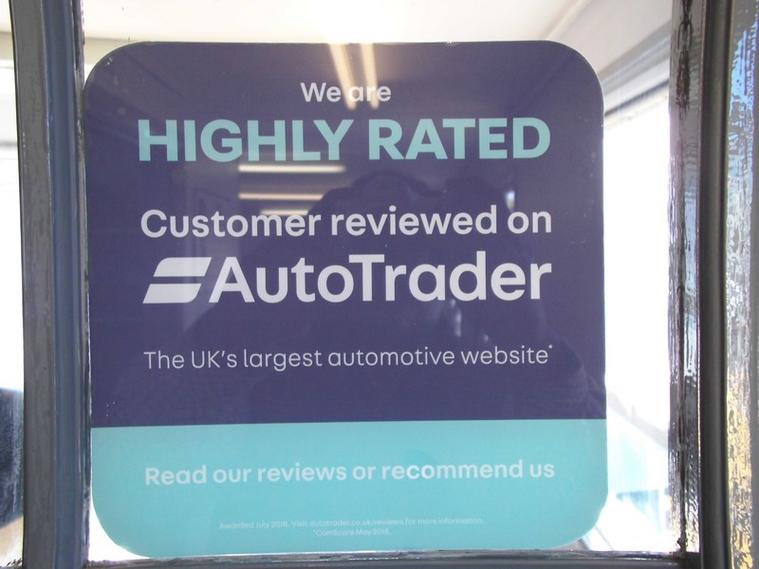 We are
HIGHLY RATED
Customer reviewed on
AutoTrader
The UK's largest automotive website*
Read our reviews or recommend us
Awarded July 2018. Visit autotrader.co.uk/reviews for more information.
*ComScore May 2018.